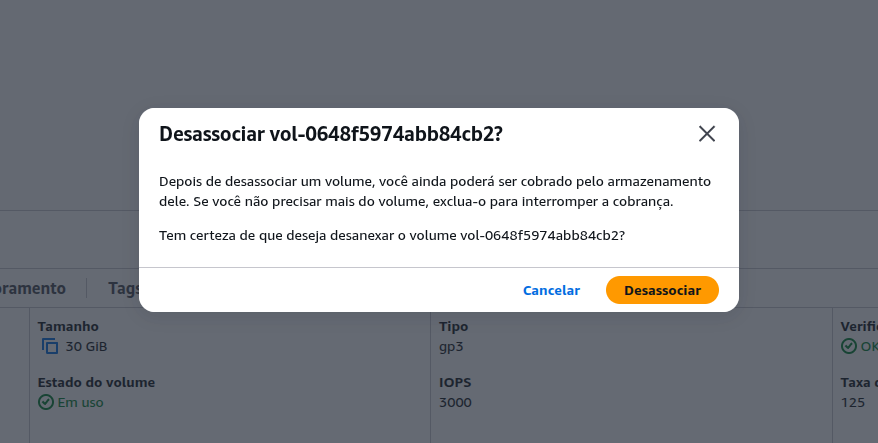 Desassociar vol-0648f5974abb84cb2?
Depois de desassociar um volume, você ainda poderá ser cobrado pelo armazenamento
dele. Se você não precisar mais do volume, exclua-o para interromper a cobrança.
Tem certeza de que deseja desanexar o volume vol-0648f5974abb84cb2?
Cancelar
Desassociar
Tags
Tamanho
30 GiB
Tipo
gp3
OK
Estado do volume
Em uso
IOPS
3000
Taxa
125